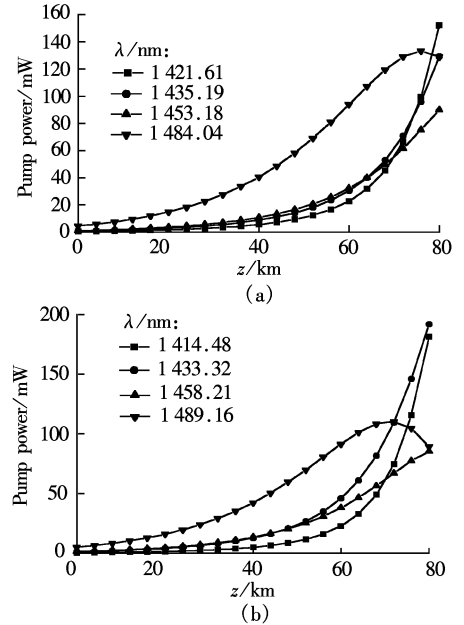 160
140
120
100
80
60
40
20
0
Pump power/mW
λ/nm:
1 421.61
1 435.19
1 453.18
1 484.04
0 20 40 60 80
z/km
(a)
200
150
100
50
0
Pump power/mW
λ/nm:
1 414.48
1 433.32
1 458.21
1 489.16
0 20 40 60 80
z/km
(b)